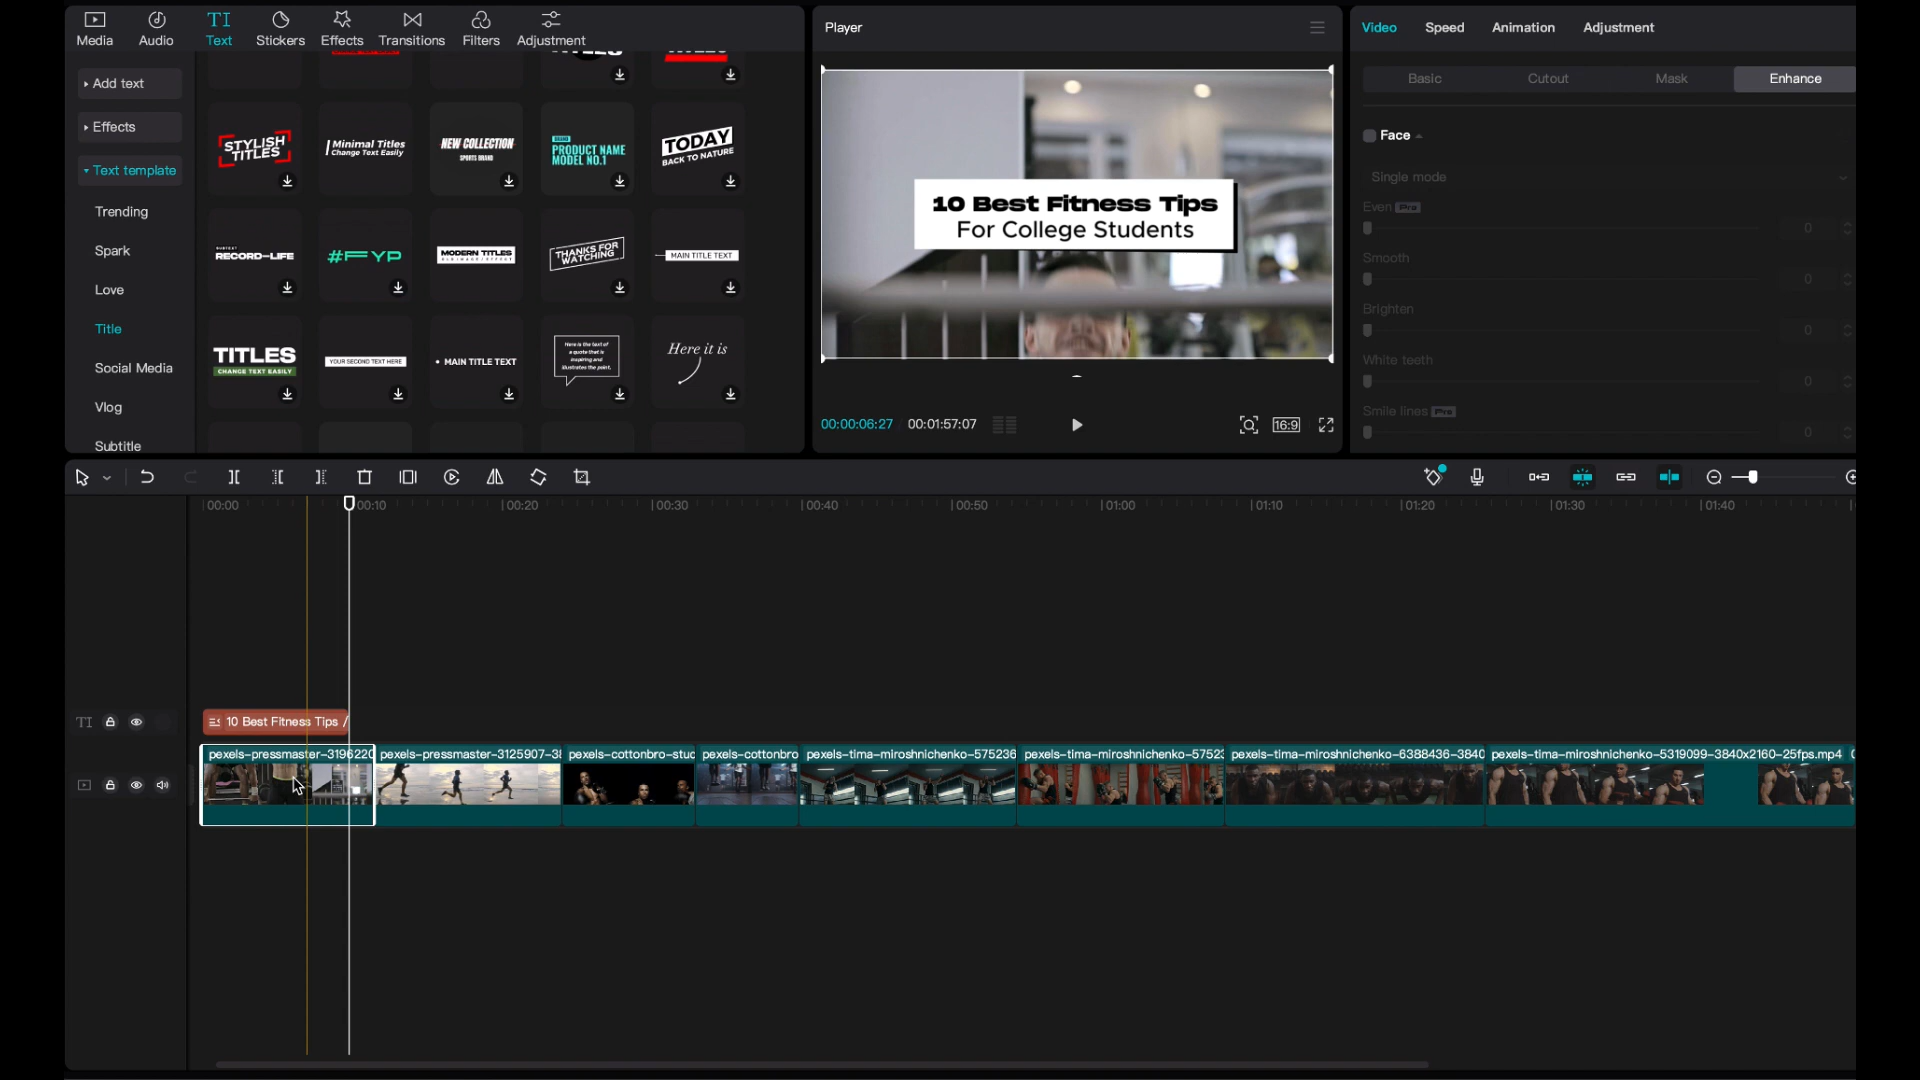 Media
Audio
TI
Text
Stickers
Effects
Transitions
Filters
Adjustment
Add text
Effects
Text template
Trending
Spark
Love
Title
Social Media
Vlog
Subtitle
STYLISH
TITLES
Minimal Titles
Change Text Easily
NEW COLLECTION
SPORTS BRAND
BRAND
PRODUCT NAME
MODEL NO.1
TODAY
BACK TO NATURE
RECORD-LIFE
#FYP
MODERN TITLES
THANKS FOR
WATCHING
MAIN TITLE TEXT
TITLES
CHANGE TEXT EASILY
YOUR SECOND TEXT HERE
• MAIN TITLE TEXT
Here is the text of
a quote that is
inspiring and
illustrates the point.
Here it is
Player
10 Best Fitness Tips
For College Students
00:00:06:27
00:01:57:07
16:9
Video
Speed
Animation
Adjustment
Basic
Cutout
Mask
Enhance
Face
Single mode
Even Pro
0
Smooth
0
Brighten
0
White teeth
0
Smile lines Pro
0
00:00
00:10
00:20
00:30
00:40
00:50
01:00
01:10
01:20
01:30
01:40
TI
10 Best Fitness Tips /
pexels-pressmaster-3196220
pexels-pressmaster-3125907-38
pexels-cottonbro-stud
pexels-cottonbro
pexels-tima-miroshnichenko-575236
pexels-tima-miroshnichenko-57523
pexels-tima-miroshnichenko-6388436-3840
pexels-tima-miroshnichenko-5319099-3840x2160-25fps.mp4